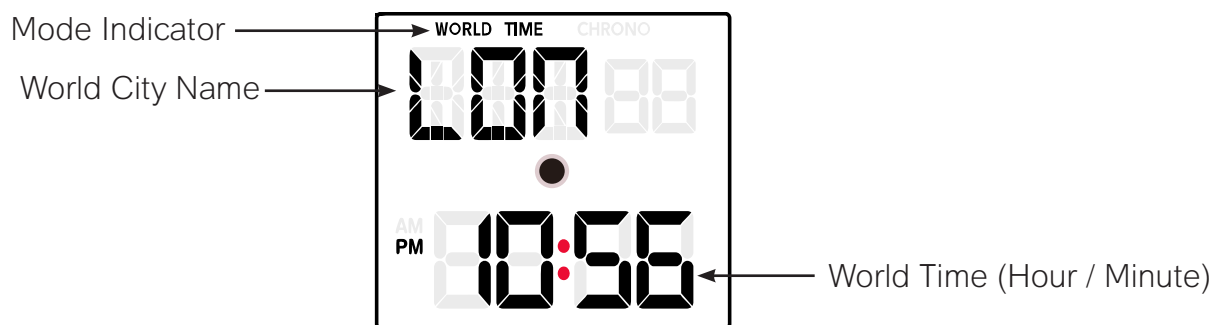 Mode Indicator
WORLD TIME CHRONO
World City Name
LON
AM
PM
10:56
World Time (Hour / Minute)